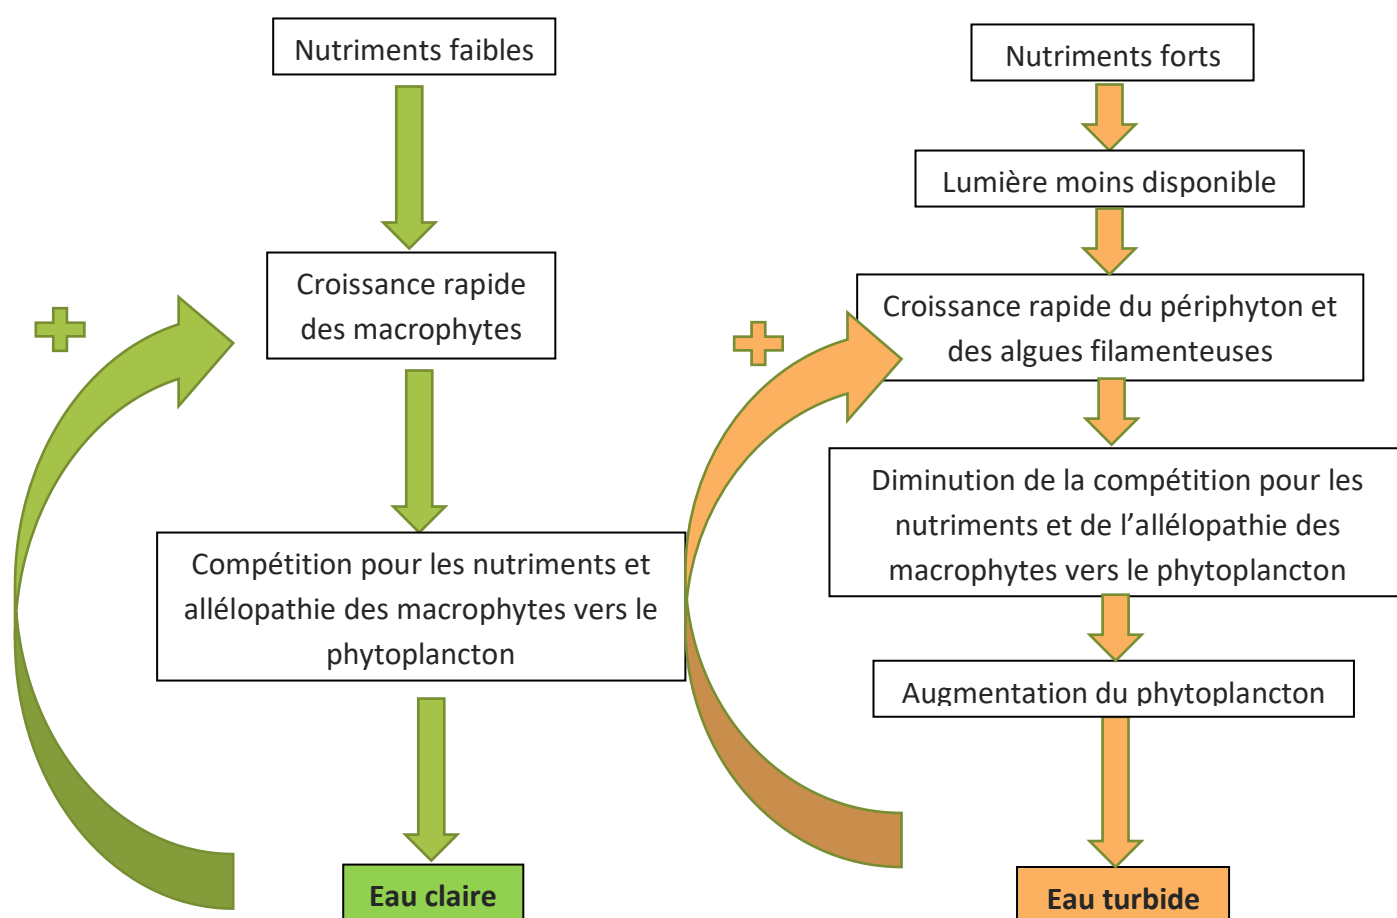 Nutriments faibles
Croissance rapide
des macrophytes
Compétition pour les nutriments et
allélopathie des macrophytes vers le
phytoplancton
Eau claire
Nutriments forts
Lumière moins disponible
Croissance rapide du périphyton et
des algues filamenteuses
Diminution de la compétition pour les
nutriments et de l’allélopathie des
macrophytes vers le phytoplancton
Augmentation du phytoplancton
Eau turbide